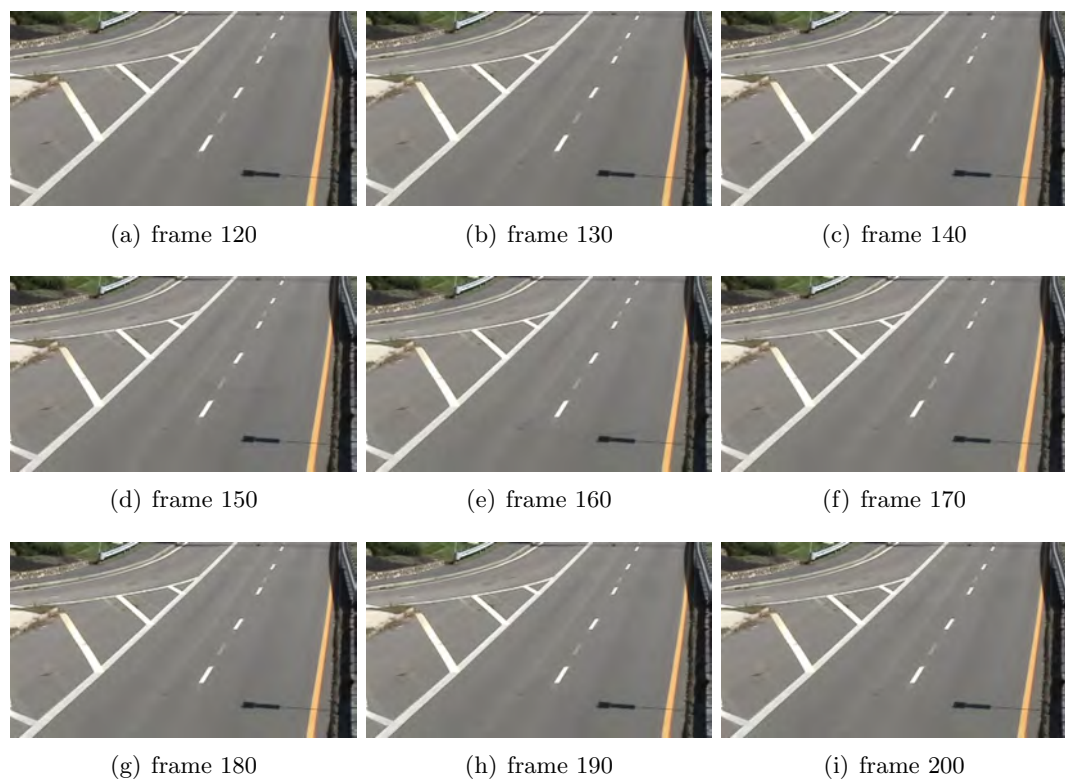 (a) frame 120
(b) frame 130
(c) frame 140
(d) frame 150
(e) frame 160
(f) frame 170
(g) frame 180
(h) frame 190
(i) frame 200